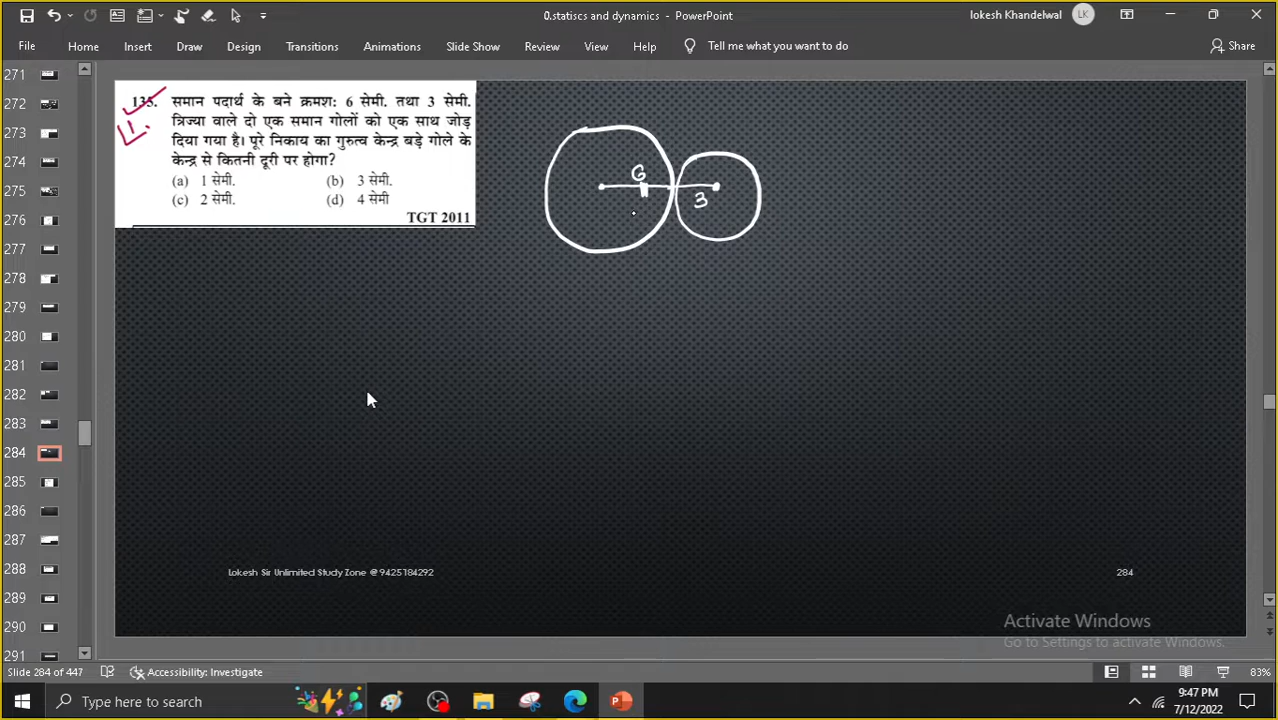 0.statiscs and dynamics - PowerPoint
lokesh Khandelwal LK
File Home Insert Draw Design Transitions Animations Slide Show Review View Help Tell me what you want to do Share
271
272
273
274
275
276
277
278
279
280
281
282
283
284
285
286
287
288
289
290
291
135. समान पदार्थ के बने क्रमश: 6 सेमी. तथा 3 सेमी.
त्रिज्या वाले दो एक समान गोलों को एक साथ जोड़
दिया गया है। पूरे निकाय का गुरुत्व केन्द्र बड़े गोले के
केन्द्र से कितनी दूरी पर होगा?
(a) 1 सेमी. (b) 3 सेमी.
(c) 2 सेमी. (d) 4 सेमी
TGT 2011
6
3
Lokesh Sir Unlimited Study Zone @ 9425184292
284
Activate Windows
Go to Settings to activate Windows.
Slide 284 of 447 Accessibility: Investigate 83%
Type here to search
9:47 PM
7/12/2022